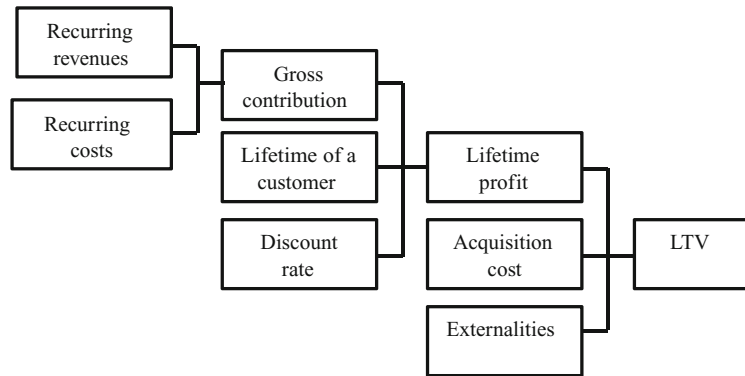 Recurring
revenues
Recurring
costs
Gross
contribution
Lifetime of a
customer
Discount
rate
Lifetime
profit
Acquisition
cost
Externalities
LTV